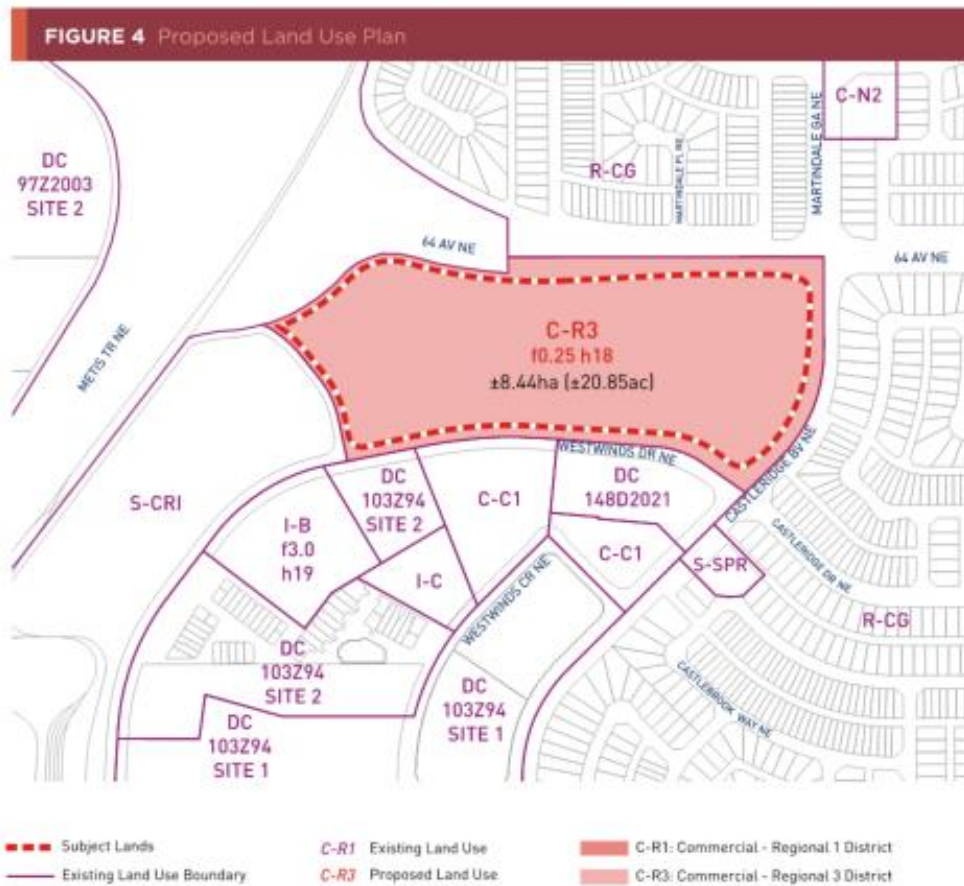 FIGURE 4 Proposed Land Use Plan
DC
97Z2003
SITE 2
C-N2
R-CG
MARTINDALE PL NE
MARTINDALE GA NE
64 AV NE
64 AV NE
METIS TR NE
C-R3
f0.25 h18
±8.44ha (±20.85ac)
WESTWINDS DR NE
CASTLERIDGE BV NE
S-CRI
DC
103Z94
SITE 2
C-C1
DC
148D2021
I-B
f3.0
h19
I-C
C-C1
S-SPR
CASTLERIDGE DR NE
WESTWINDS CR NE
R-CG
DC
103Z94
SITE 2
DC
103Z94
SITE 1
CASTLEBROOK WAY NE
DC
103Z94
SITE 1
Subject Lands
C-R1 Existing Land Use
C-R1: Commercial - Regional 1 District
Existing Land Use Boundary
C-R3 Proposed Land Use
C-R3: Commercial - Regional 3 District